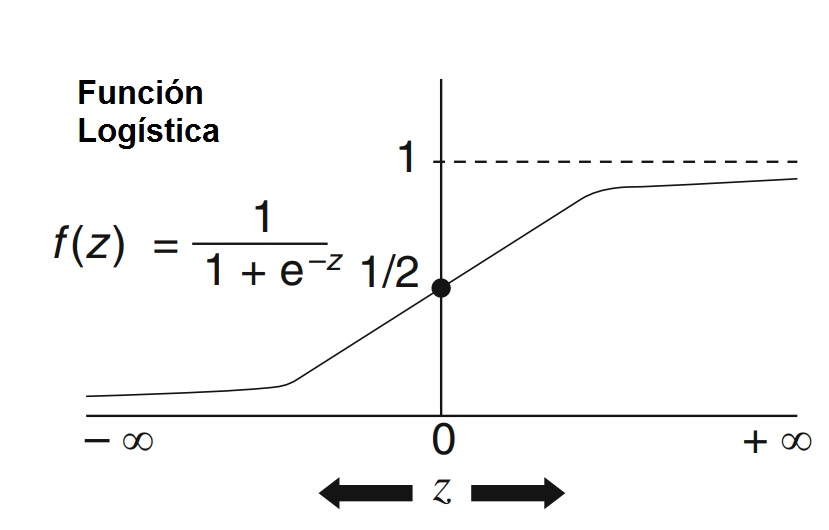 Función
Logística
1
f(z) = 1
1 + e⁻ᶻ
1/2
− ∞ 0 + ∞
z